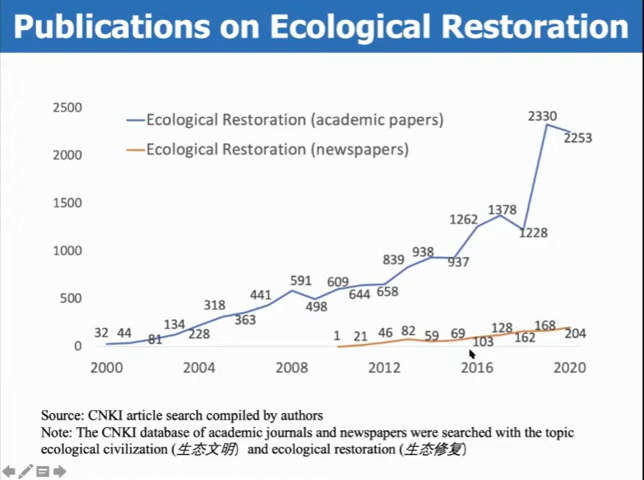 Publications on Ecological Restoration
2500
2000
1500
1000
500
0
Ecological Restoration (academic papers)
Ecological Restoration (newspapers)
32 44 81 134 228 318 363 441 591 498 609 644 658 839 938 937 1262 1378 1228 2330 2253
1 21 46 82 59 69 103 128 162 168 204
2000 2004 2008 2012 2016 2020
Source: CNKI article search compiled by authors
Note: The CNKI database of academic journals and newspapers were searched with the topic
ecological civilization (生态文明) and ecological restoration (生态修复)